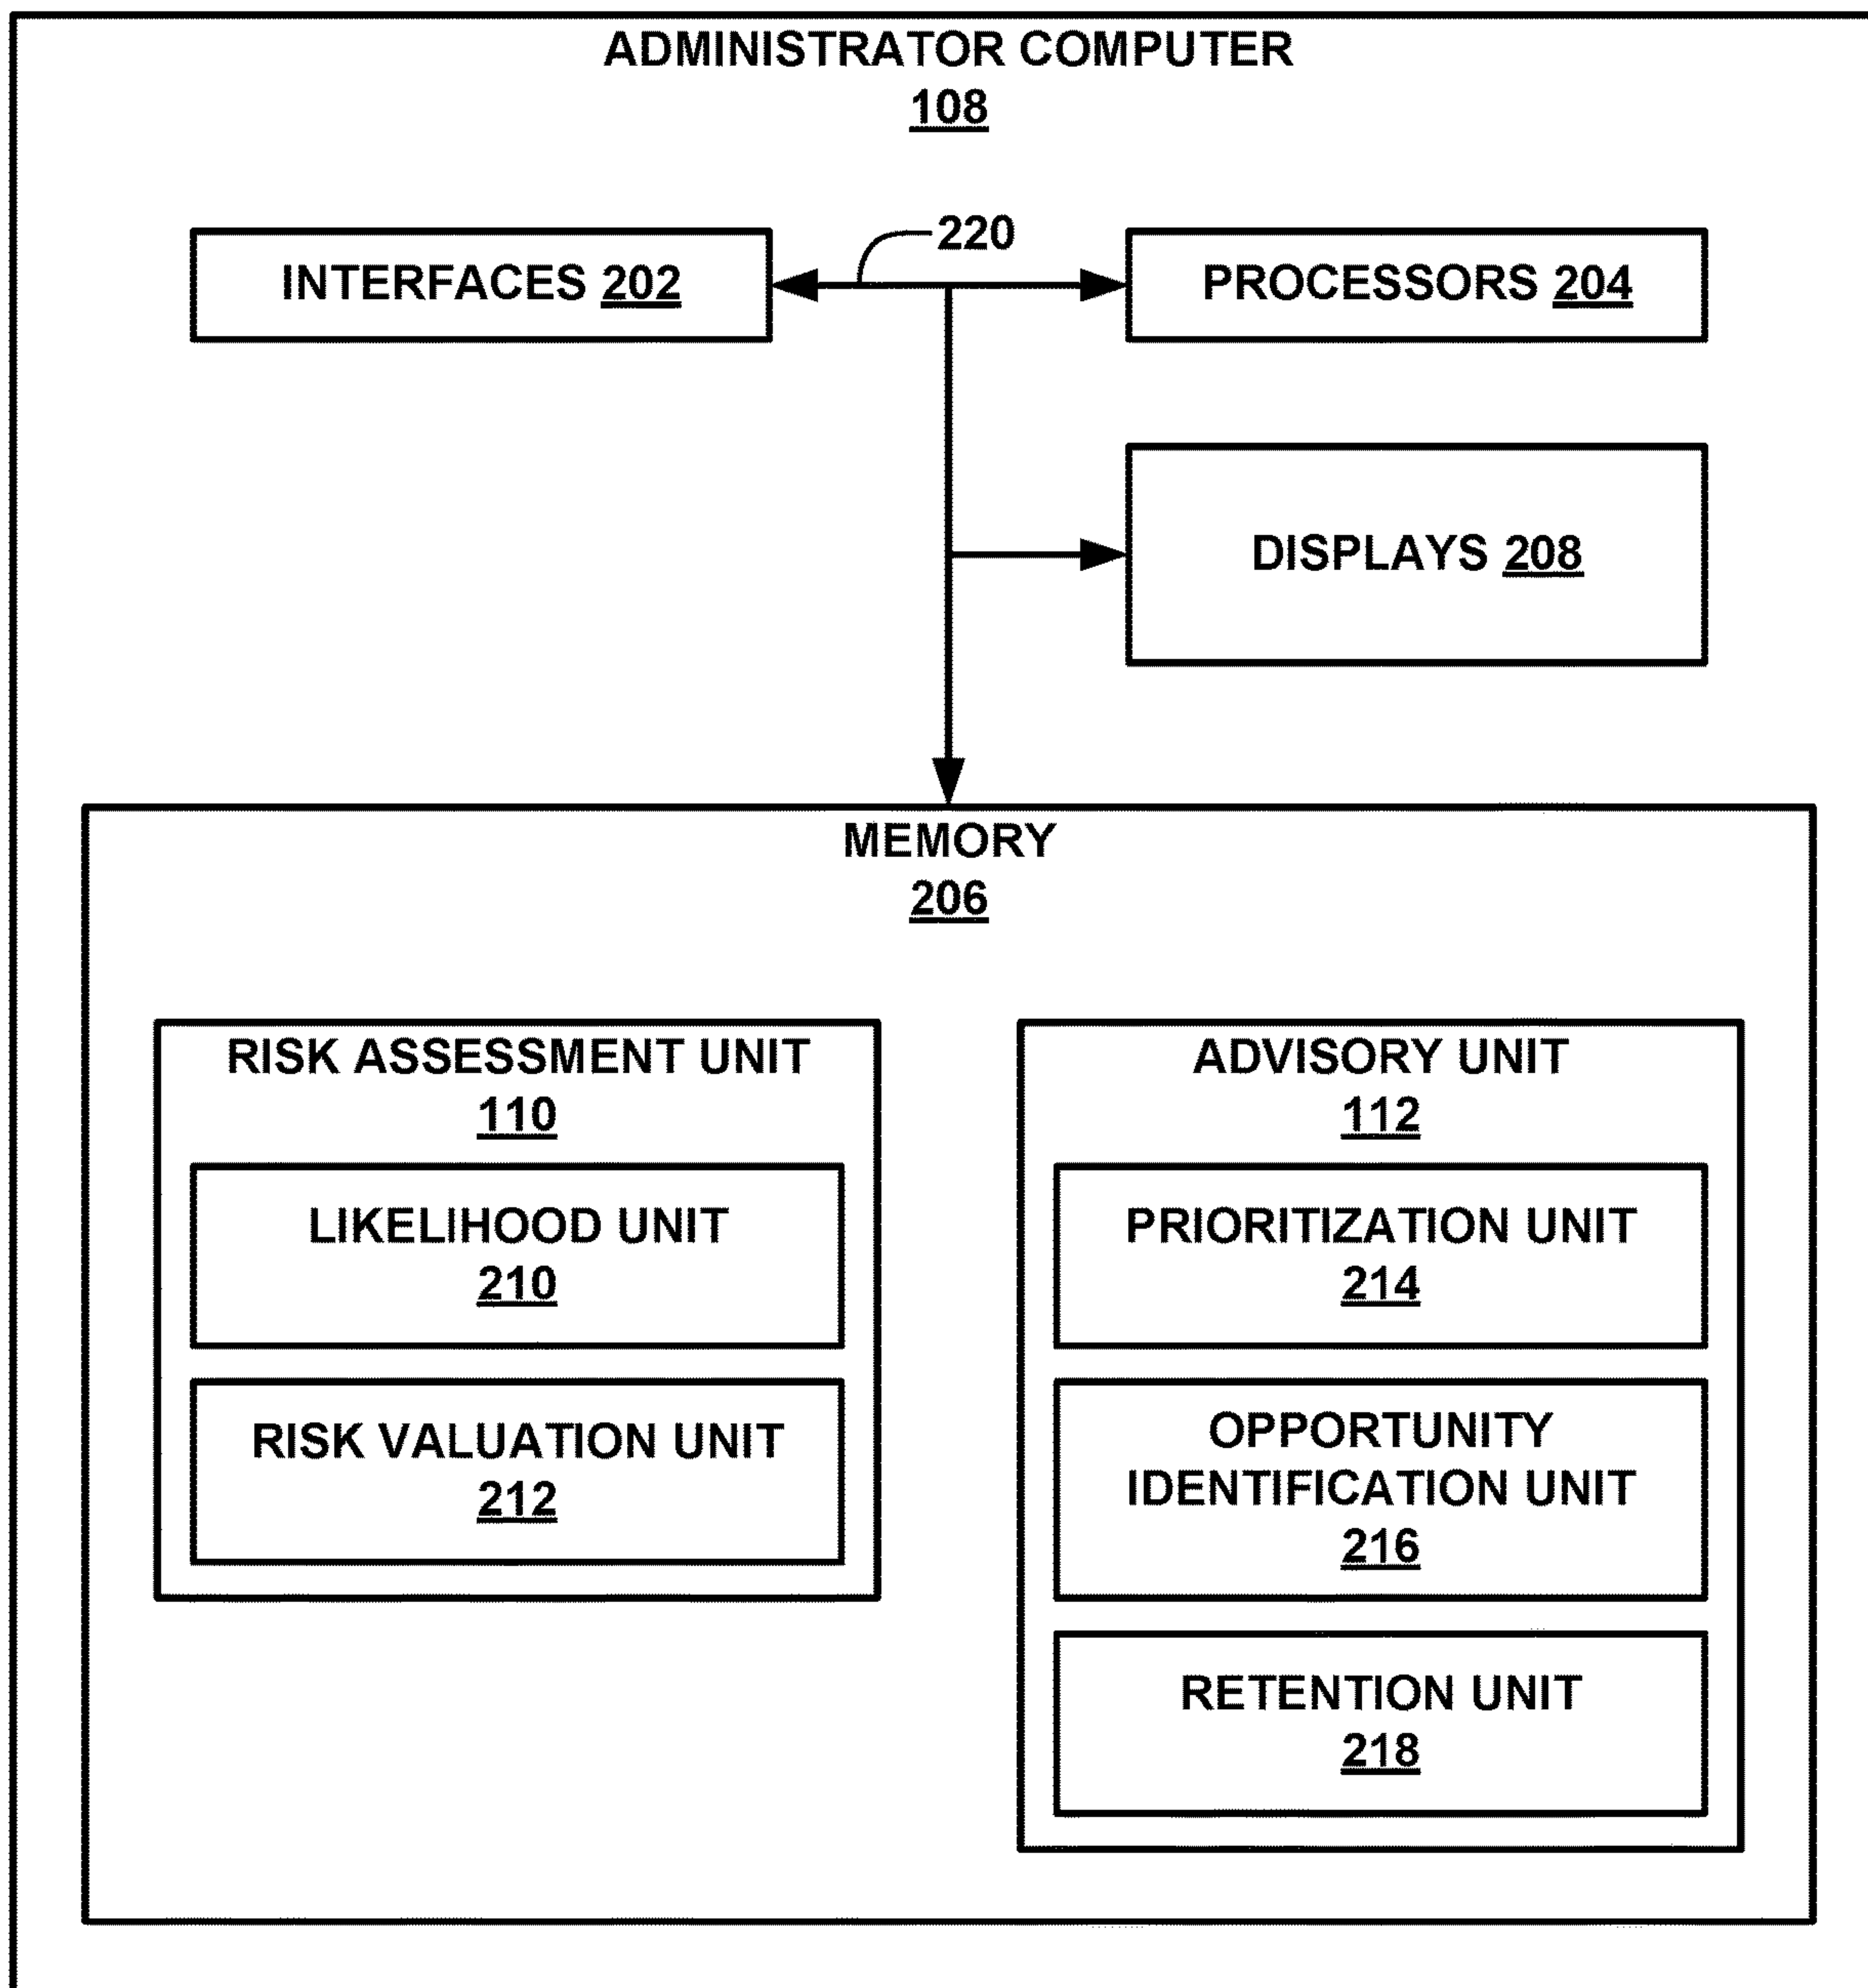 ADMINISTRATOR COMPUTER
108
220
INTERFACES 202
PROCESSORS 204
DISPLAYS 208
MEMORY
206
RISK ASSESSMENT UNIT
110
LIKELIHOOD UNIT
210
RISK VALUATION UNIT
212
ADVISORY UNIT
112
PRIORITIZATION UNIT
214
OPPORTUNITY
IDENTIFICATION UNIT
216
RETENTION UNIT
218